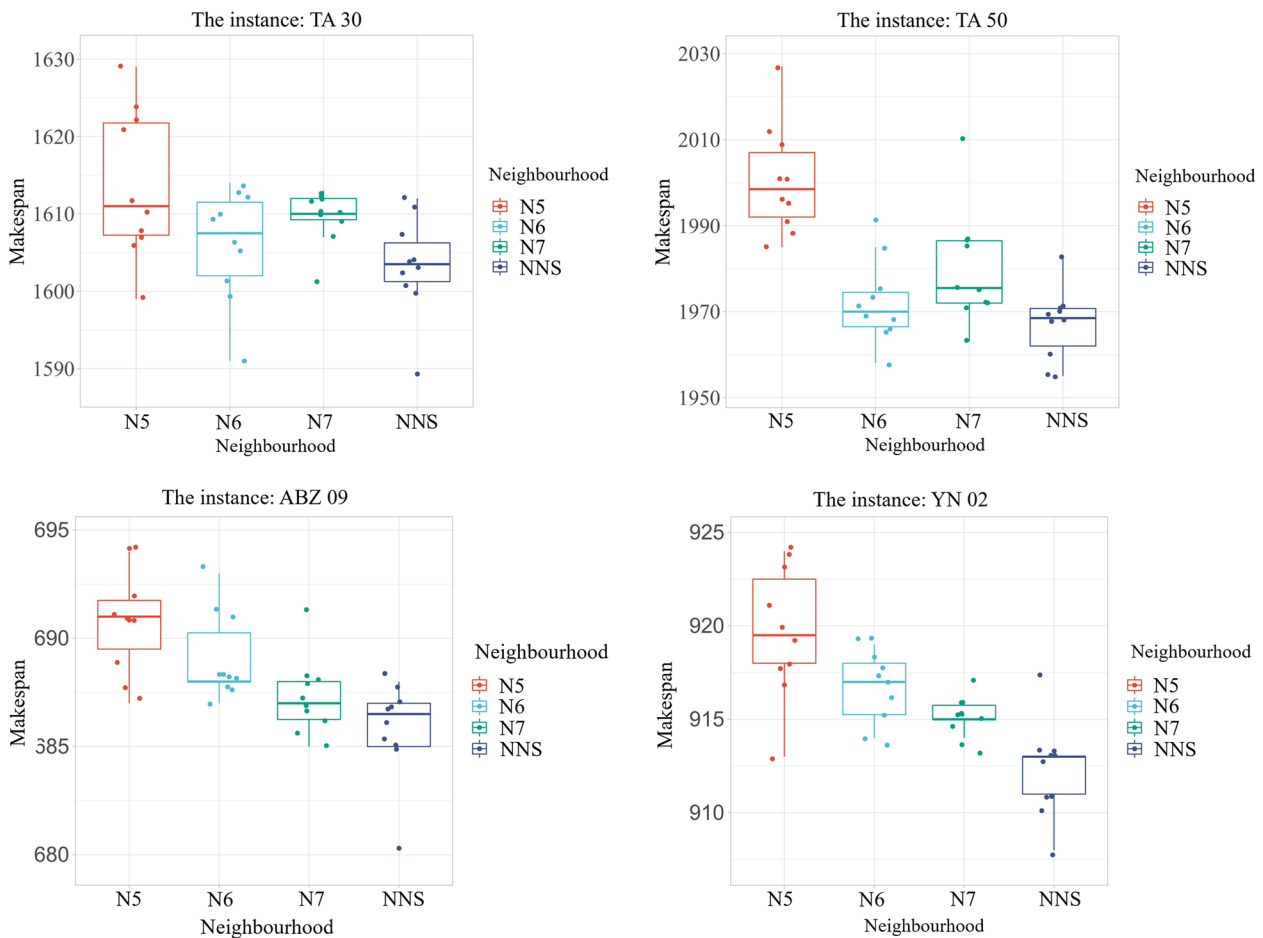 The instance: TA 30
Makespan
1630
1620
1610
1600
1590
N5 N6 N7 NNS
Neighbourhood
Neighbourhood
N5
N6
N7
NNS
The instance: TA 50
Makespan
2030
2010
1990
1970
1950
N5 N6 N7 NNS
Neighbourhood
Neighbourhood
N5
N6
N7
NNS
The instance: ABZ 09
Makespan
695
690
385
680
N5 N6 N7 NNS
Neighbourhood
Neighbourhood
N5
N6
N7
NNS
The instance: YN 02
Makespan
925
920
915
910
N5 N6 N7 NNS
Neighbourhood
Neighbourhood
N5
N6
N7
NNS